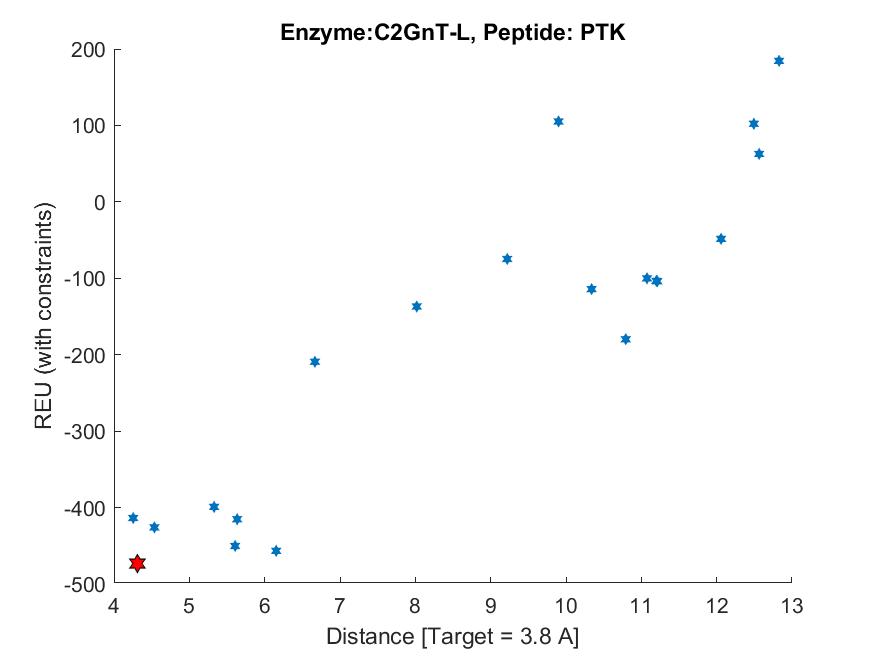 Enzyme:C2GnT-L, Peptide: PTK
200
100
0
-100
-200
-300
-400
-500
REU (with constraints)
4 5 6 7 8 9 10 11 12 13
Distance [Target = 3.8 A]